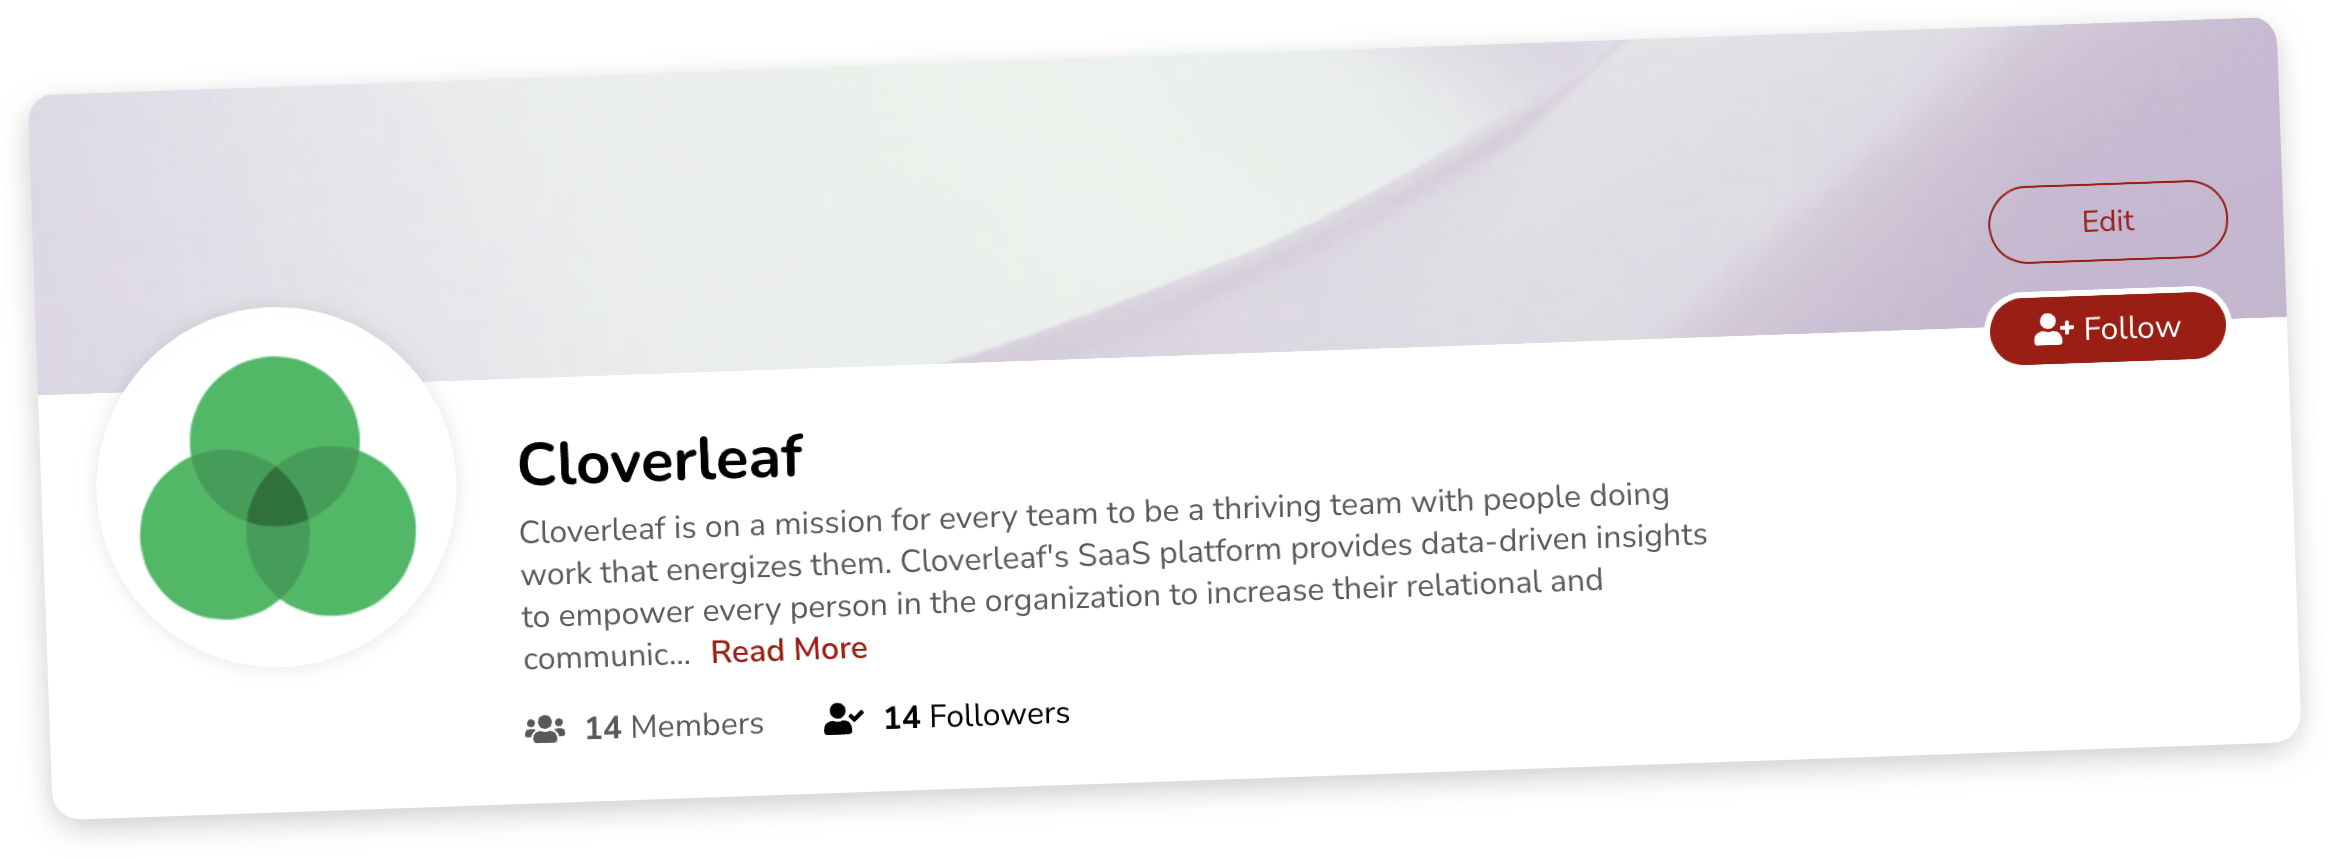 Edit
Follow
Cloverleaf
Cloverleaf is on a mission for every team to be a thriving team with people doing
work that energizes them. Cloverleaf's SaaS platform provides data-driven insights
to empower every person in the organization to increase their relational and
communic... Read More
14 Members 14 Followers